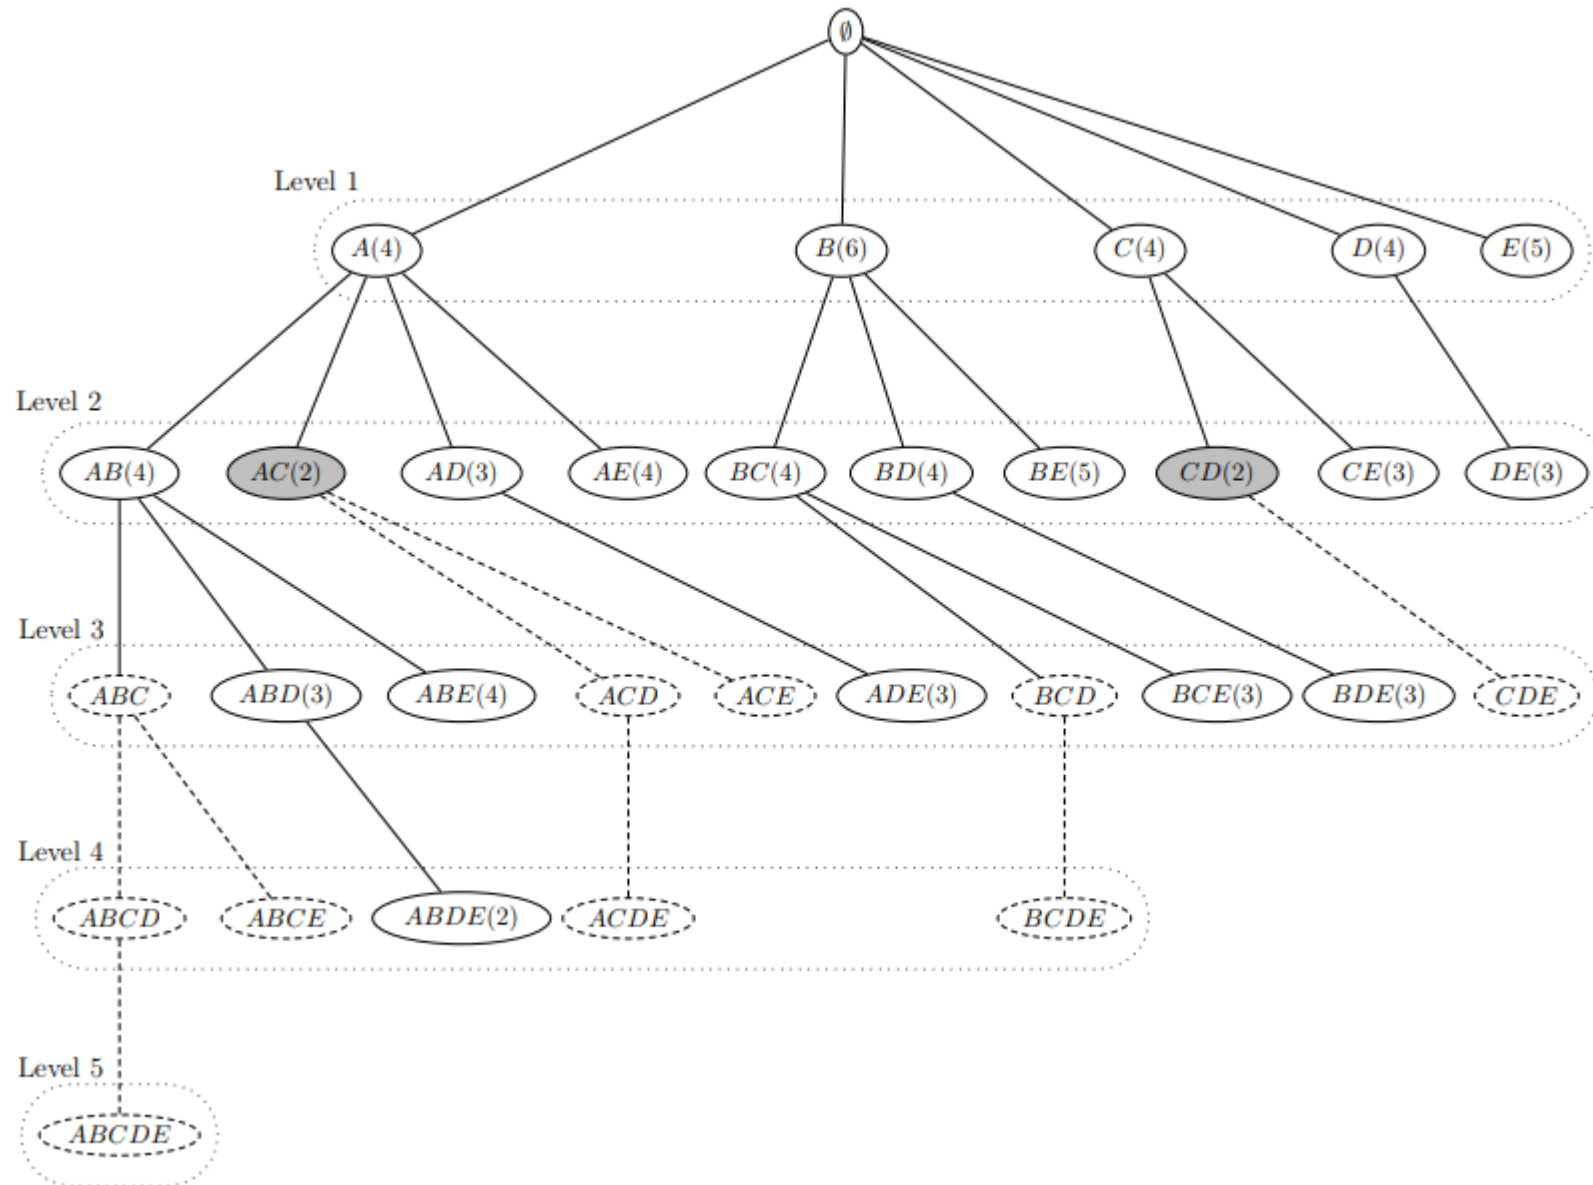 ∅
Level 1
A(4) B(6) C(4) D(4) E(5)
Level 2
AB(4) AC(2) AD(3) AE(4) BC(4) BD(4) BE(5) CD(2) CE(3) DE(3)
Level 3
ABC ABD(3) ABE(4) ACD ACE ADE(3) BCD BCE(3) BDE(3) CDE
Level 4
ABCD ABCE ABDE(2) ACDE BCDE
Level 5
ABCDE